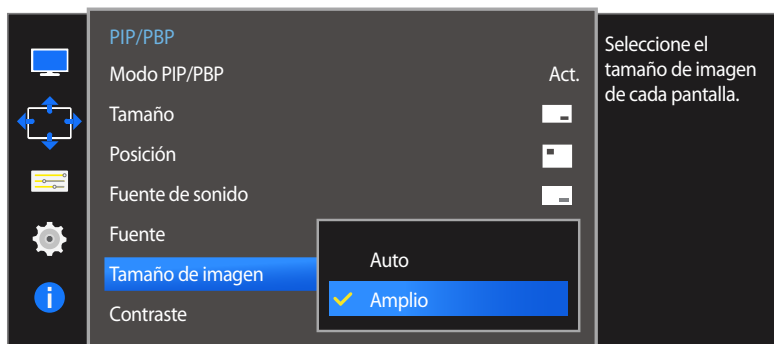 PIP/PBP
Modo PIP/PBP Act.
Tamaño
Posición
Fuente de sonido
Fuente
Tamaño de imagen
Contraste
Auto
Amplio
Seleccione el
tamaño de imagen
de cada pantalla.